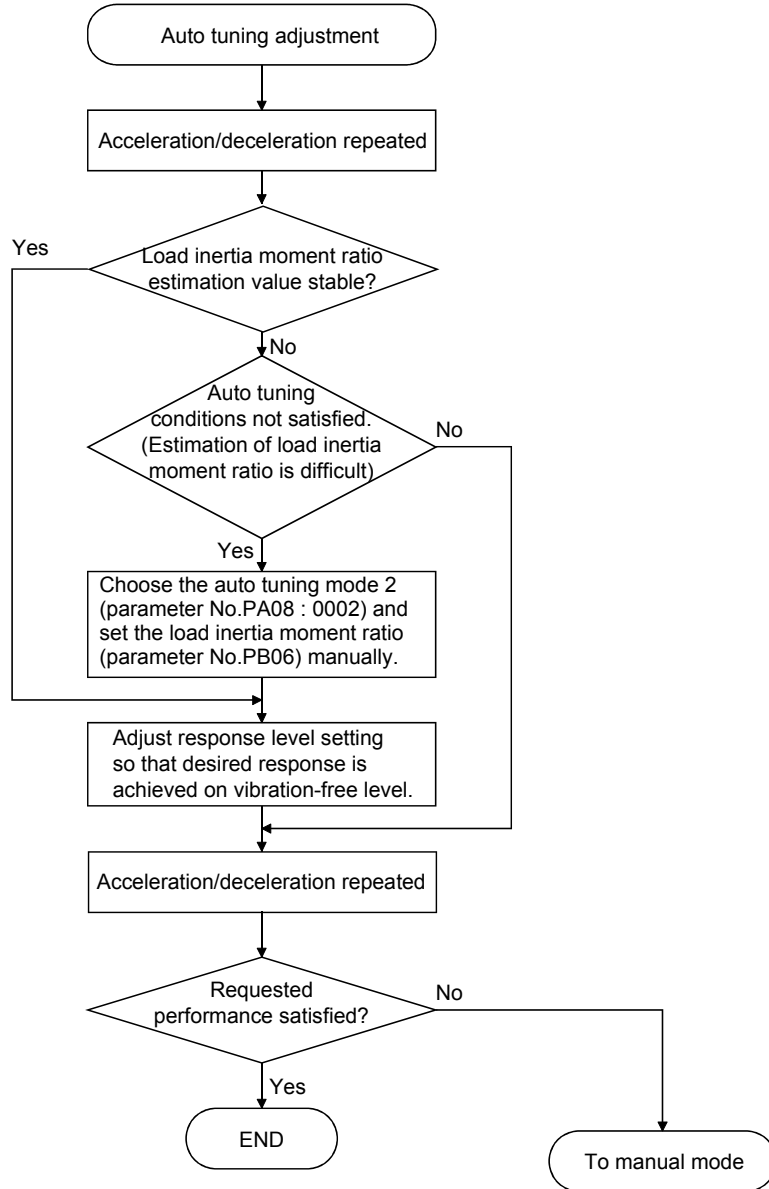 Auto tuning adjustment
Acceleration/deceleration repeated
Yes
Load inertia moment ratio
estimation value stable?
No
Auto tuning
conditions not satisfied.
(Estimation of load inertia
moment ratio is difficult)
No
Yes
Choose the auto tuning mode 2
(parameter No.PA08 : 0002) and
set the load inertia moment ratio
(parameter No.PB06) manually.
Adjust response level setting
so that desired response is
achieved on vibration-free level.
Acceleration/deceleration repeated
Requested
performance satisfied?
No
Yes
END
To manual mode